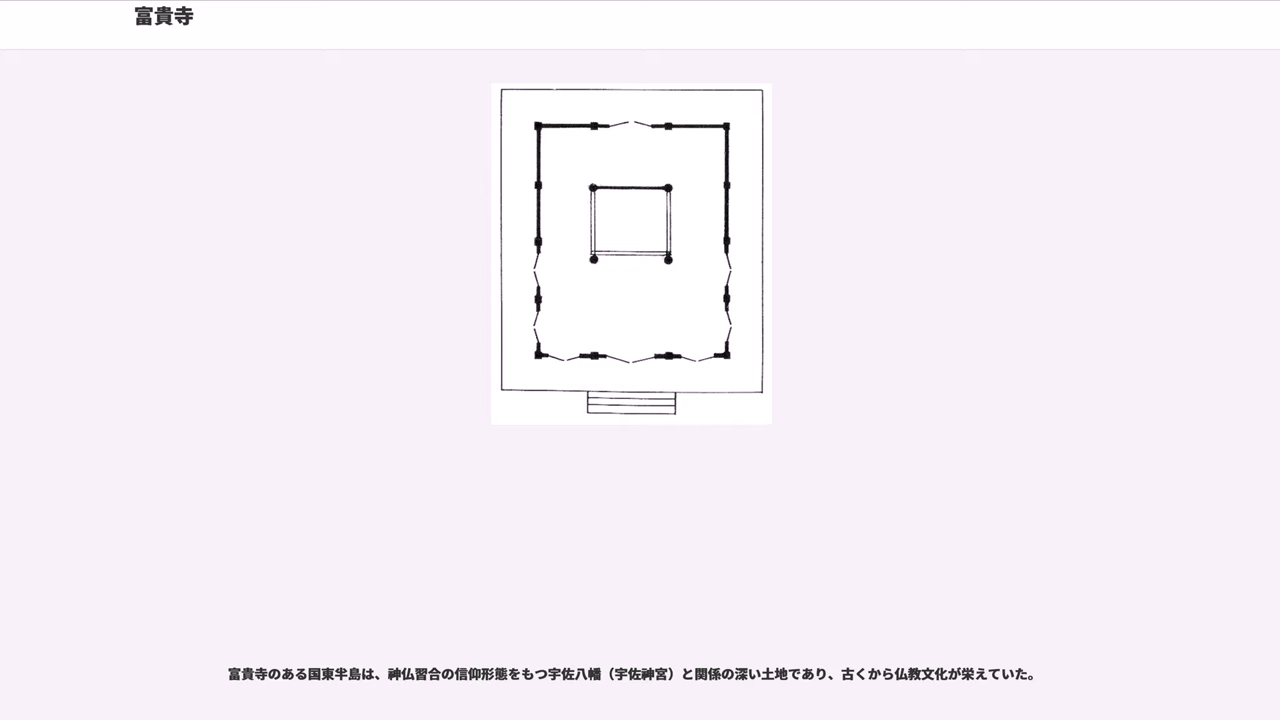 富貴寺
富貴寺のある国東半島は、神仏習合の信仰形態をもつ宇佐八幡（宇佐神宮）と関係の深い土地であり、古くから仏教文化が栄えていた。